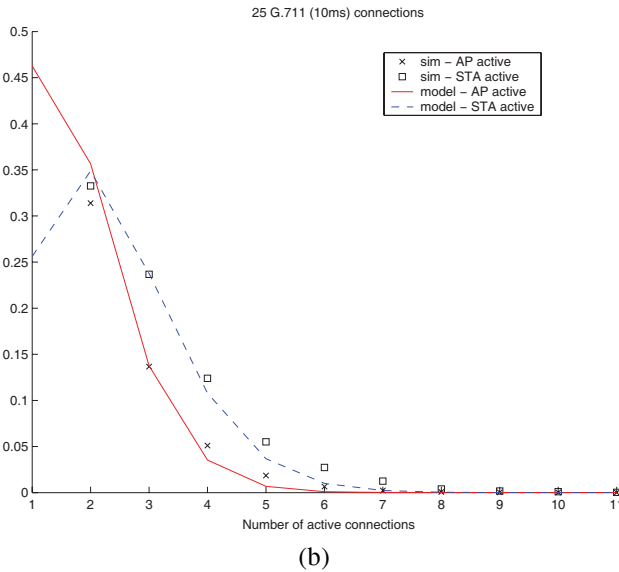 25 G.711 (10ms) connections
0.5
0.45
0.4
0.35
0.3
0.25
0.2
0.15
0.1
0.05
0
sim – AP active
sim – STA active
model – AP active
model – STA active
1 2 3 4 5 6 7 8 9 10 11
Number of active connections
(b)